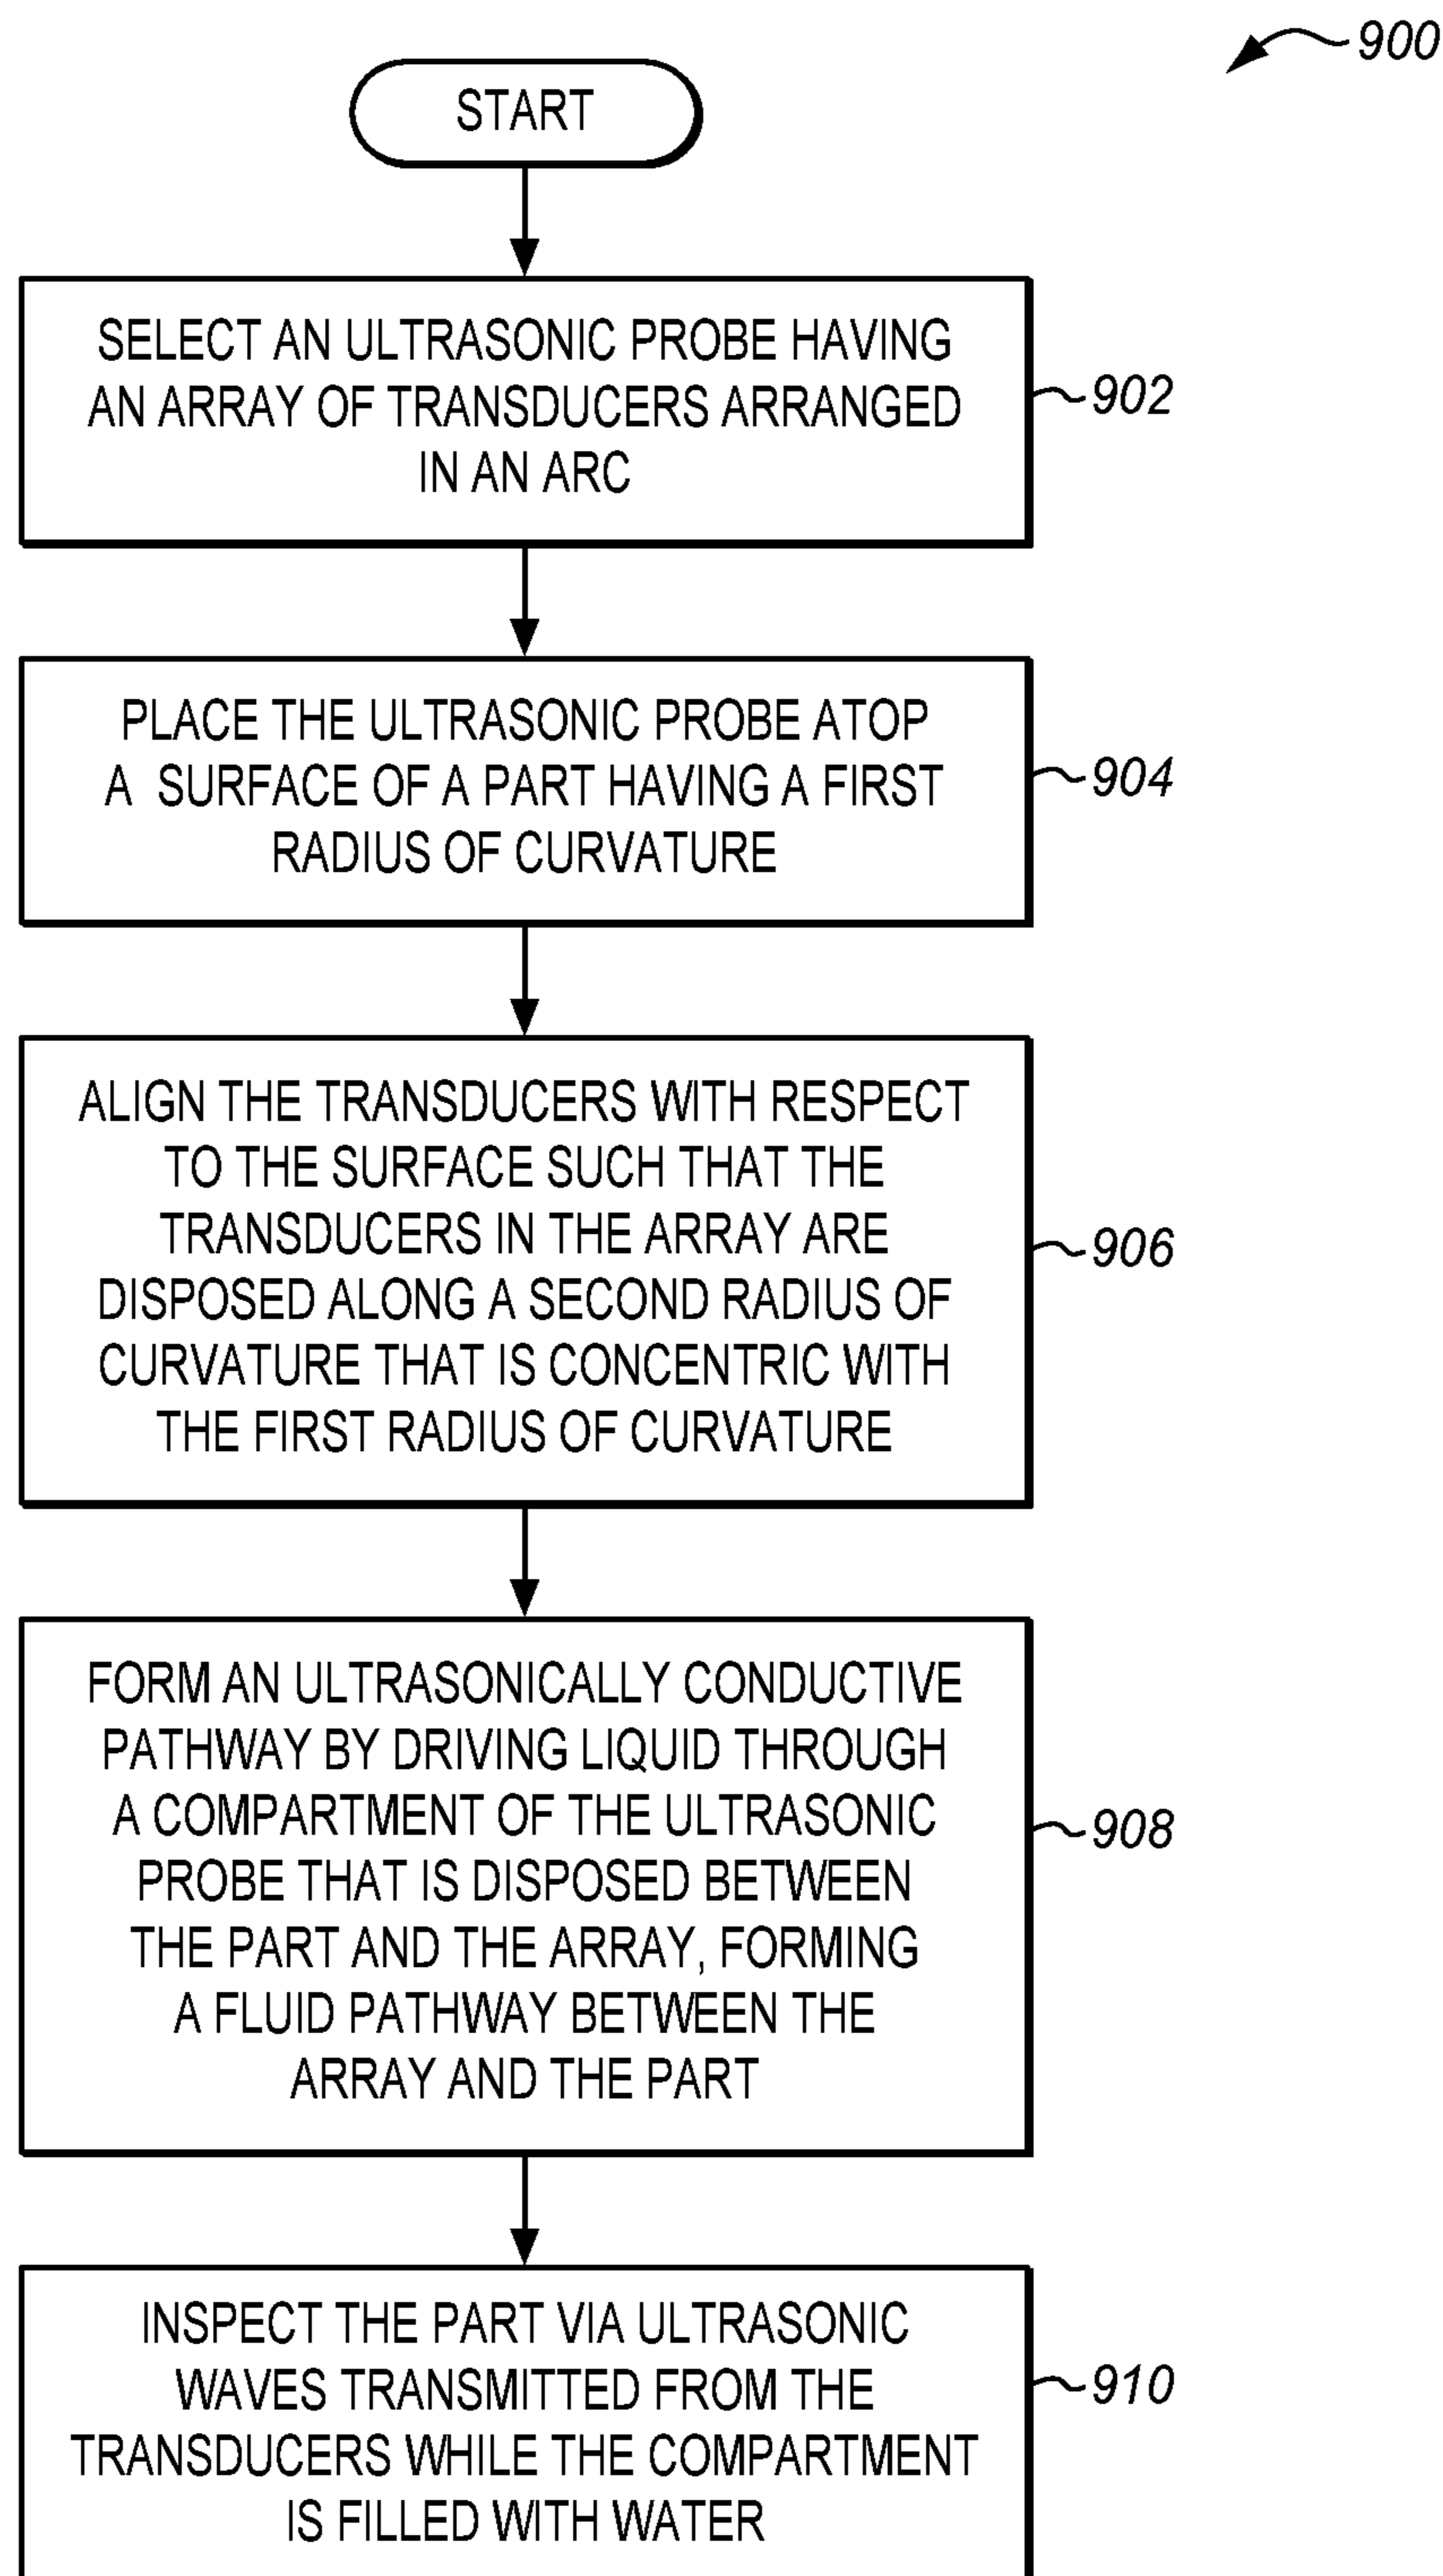 900
START
SELECT AN ULTRASONIC PROBE HAVING
AN ARRAY OF TRANSDUCERS ARRANGED
IN AN ARC
902
PLACE THE ULTRASONIC PROBE ATOP
A SURFACE OF A PART HAVING A FIRST
RADIUS OF CURVATURE
904
ALIGN THE TRANSDUCERS WITH RESPECT
TO THE SURFACE SUCH THAT THE
TRANSDUCERS IN THE ARRAY ARE
DISPOSED ALONG A SECOND RADIUS OF
CURVATURE THAT IS CONCENTRIC WITH
THE FIRST RADIUS OF CURVATURE
906
FORM AN ULTRASONICALLY CONDUCTIVE
PATHWAY BY DRIVING LIQUID THROUGH
A COMPARTMENT OF THE ULTRASONIC
PROBE THAT IS DISPOSED BETWEEN
THE PART AND THE ARRAY, FORMING
A FLUID PATHWAY BETWEEN THE
ARRAY AND THE PART
908
INSPECT THE PART VIA ULTRASONIC
WAVES TRANSMITTED FROM THE
TRANSDUCERS WHILE THE COMPARTMENT
IS FILLED WITH WATER
910